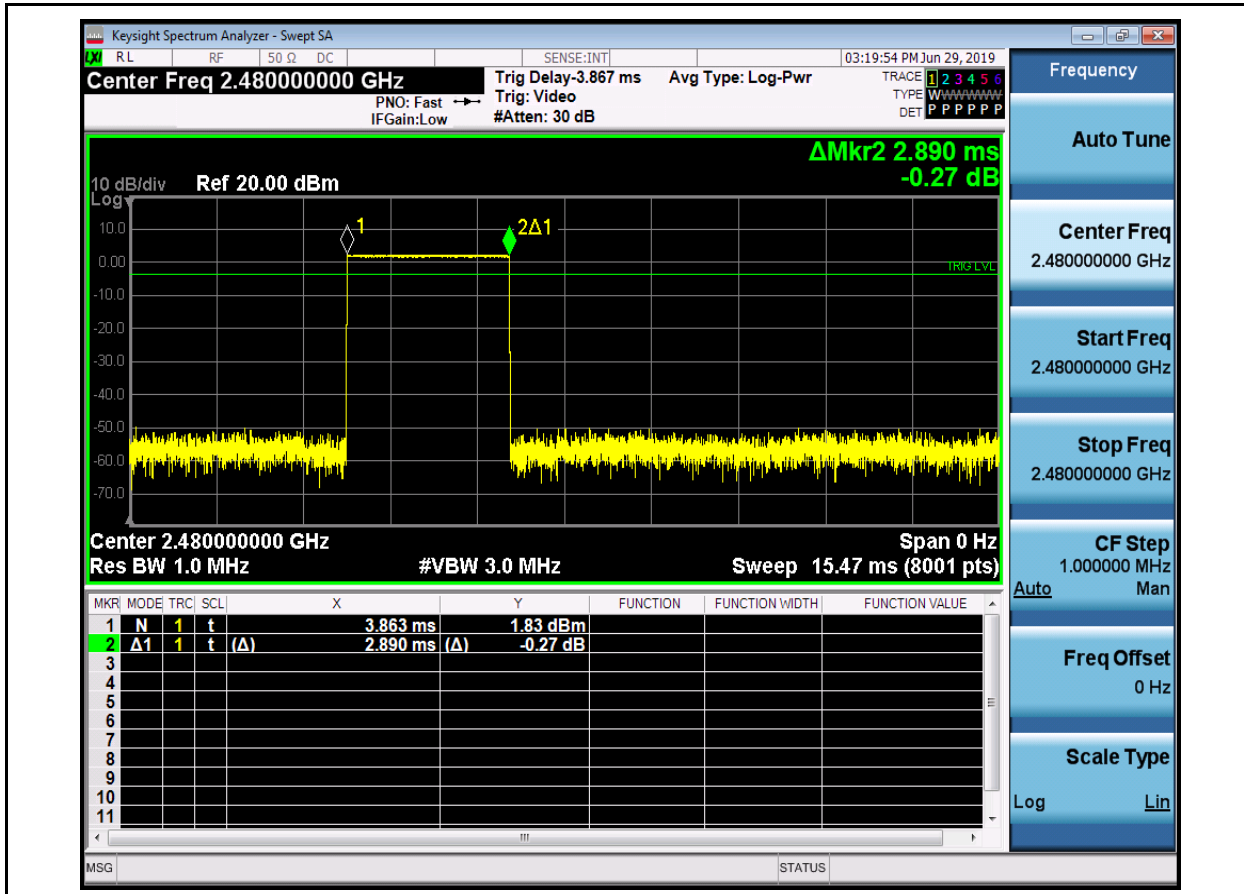 Keysight Spectrum Analyzer - Swept SA
LXI RL RF 50 Ω DC SENSE:INT 03:19:54 PM Jun 29, 2019
Center Freq 2.480000000 GHz
PNO: Fast
IFGain:Low
Trig Delay-3.867 ms
Trig: Video
#Atten: 30 dB
Avg Type: Log-Pwr
TRACE 1 2 3 4 5 6
TYPE WWWWWW
DET P P P P P P
ΔMkr2 2.890 ms
-0.27 dB
10 dB/div Ref 20.00 dBm
Log
1
2Δ1
TRIG LVL
10.0
0.00
-10.0
-20.0
-30.0
-40.0
-50.0
-60.0
-70.0
Center 2.480000000 GHz Span 0 Hz
Res BW 1.0 MHz #VBW 3.0 MHz Sweep 15.47 ms (8001 pts)
MKR MODE TRC SCL X Y FUNCTION FUNCTION WIDTH FUNCTION VALUE
1 N 1 t 3.863 ms 1.83 dBm
2 Δ1 1 t (Δ) 2.890 ms (Δ) -0.27 dB
3
4
5
6
7
8
9
10
11
MSG STATUS
Frequency
Auto Tune
Center Freq
2.480000000 GHz
Start Freq
2.480000000 GHz
Stop Freq
2.480000000 GHz
CF Step
1.000000 MHz
Auto Man
Freq Offset
0 Hz
Scale Type
Log Lin